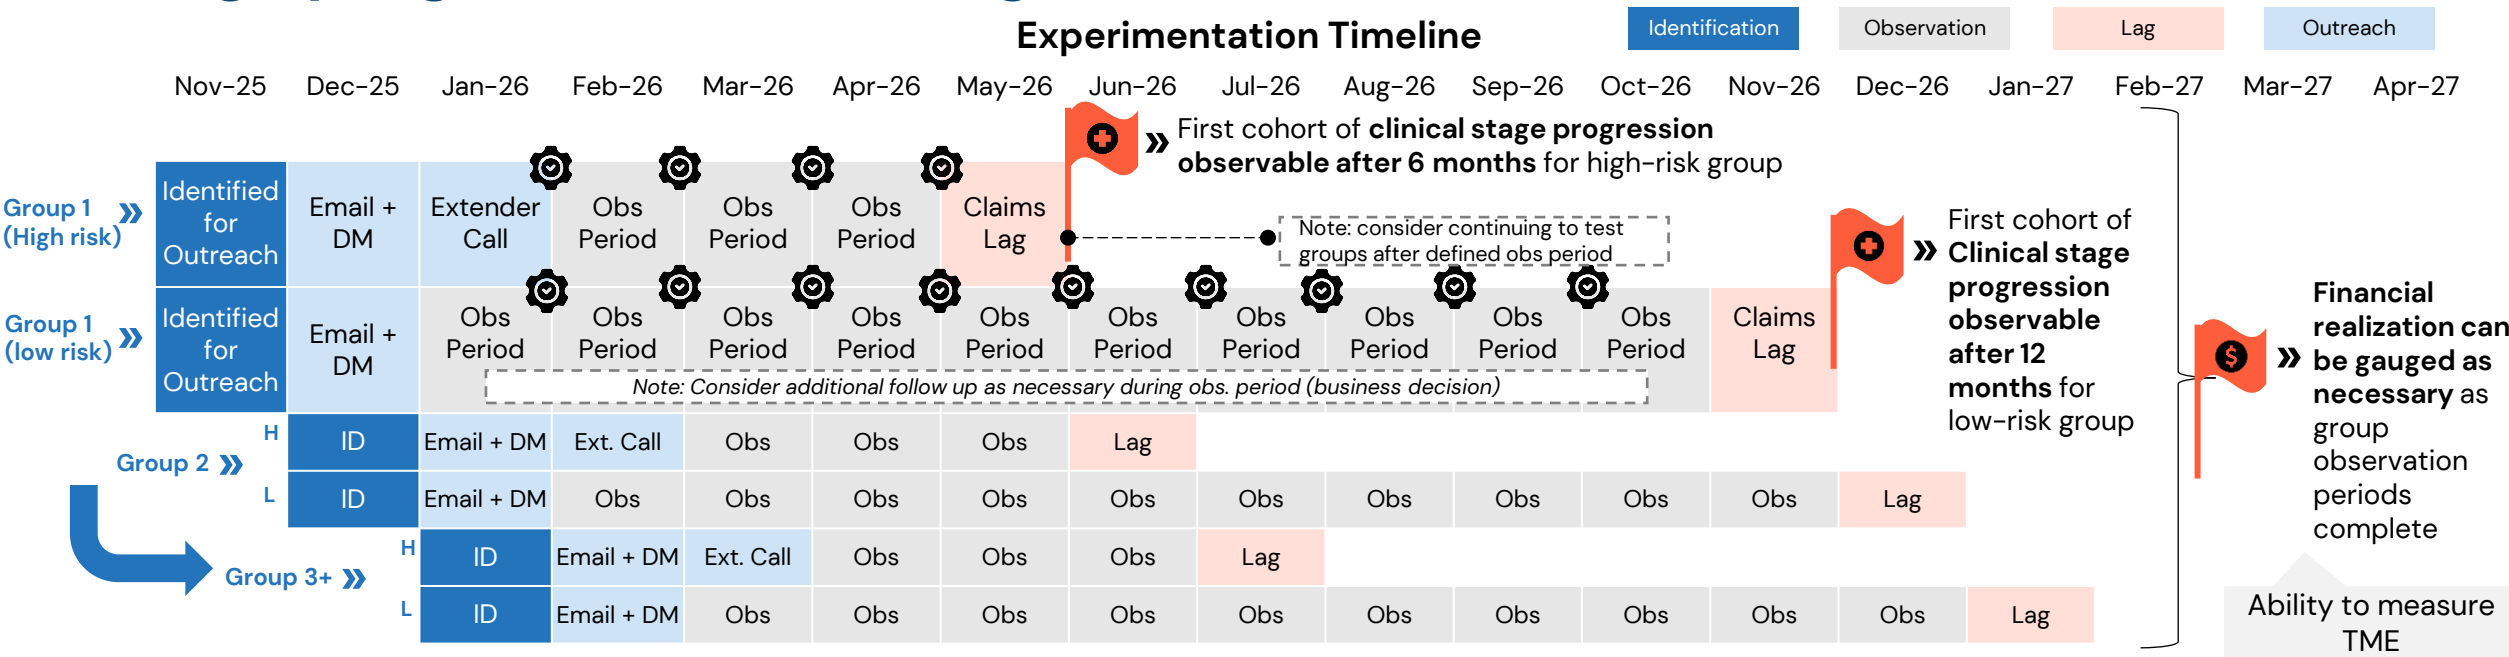 Experimentation Timeline
Identification
Observation
Lag
Outreach
Nov-25 Dec-25 Jan-26 Feb-26 Mar-26 Apr-26 May-26 Jun-26 Jul-26 Aug-26 Sep-26 Oct-26 Nov-26 Dec-26 Jan-27 Feb-27 Mar-27 Apr-27
First cohort of clinical stage progression
observable after 6 months for high-risk group
Group 1
(High risk)
Identified
for
Outreach
Email +
DM
Extender
Call
Obs
Period
Obs
Period
Obs
Period
Claims
Lag
Note: consider continuing to test
groups after defined obs period
First cohort of
Clinical stage
progression
observable
after 12
months for
low-risk group
Group 1
(low risk)
Identified
for
Outreach
Email +
DM
Obs
Period
Obs
Period
Obs
Period
Obs
Period
Obs
Period
Obs
Period
Obs
Period
Obs
Period
Obs
Period
Obs
Period
Claims
Lag
Note: Consider additional follow up as necessary during obs. period (business decision)
Financial
realization can
be gauged as
necessary as
group
observation
periods
complete
Group 2
H
ID Email + DM Ext. Call Obs Obs Obs Lag
L
ID Email + DM Obs Obs Obs Obs Obs Obs Obs Obs Obs Obs Lag
Group 3+
H
ID Email + DM Ext. Call Obs Obs Obs Lag
L
ID Email + DM Obs Obs Obs Obs Obs Obs Obs Obs Obs Obs Lag
Ability to measure
TME